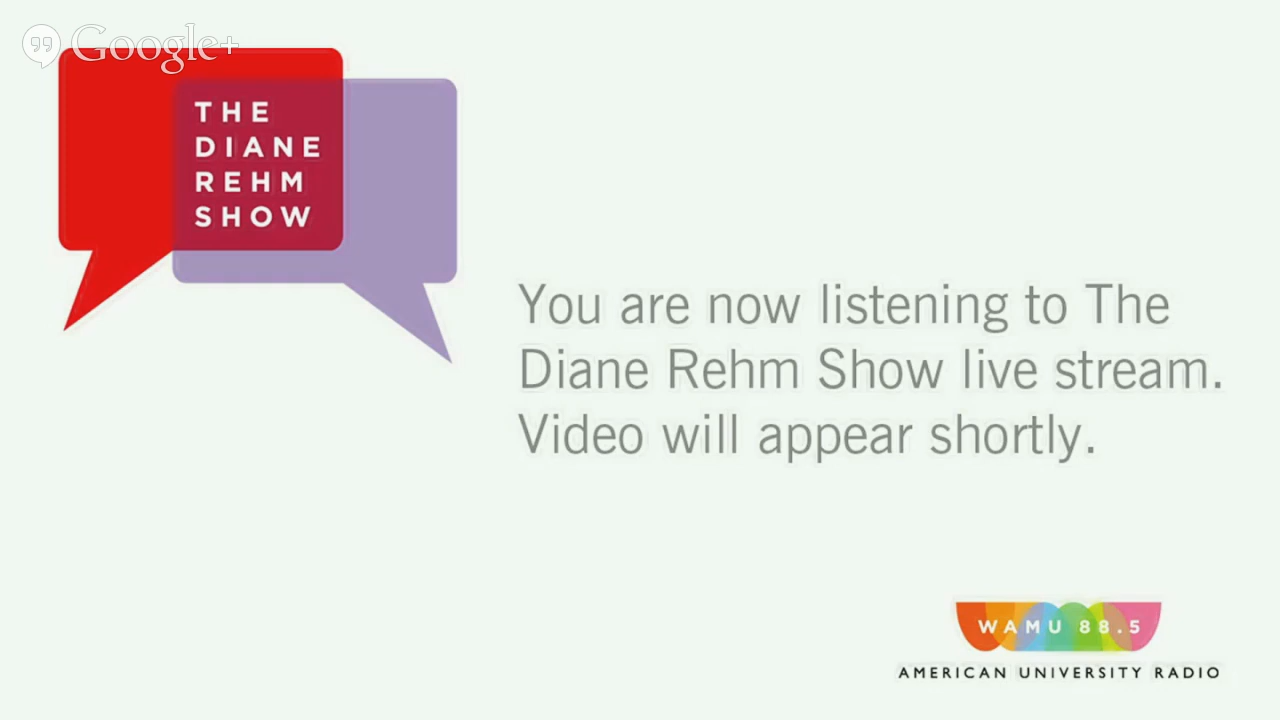 Google+
THE
DIANE
REHM
SHOW
You are now listening to The
Diane Rehm Show live stream.
Video will appear shortly.
WAMU 88.5
AMERICAN UNIVERSITY RADIO